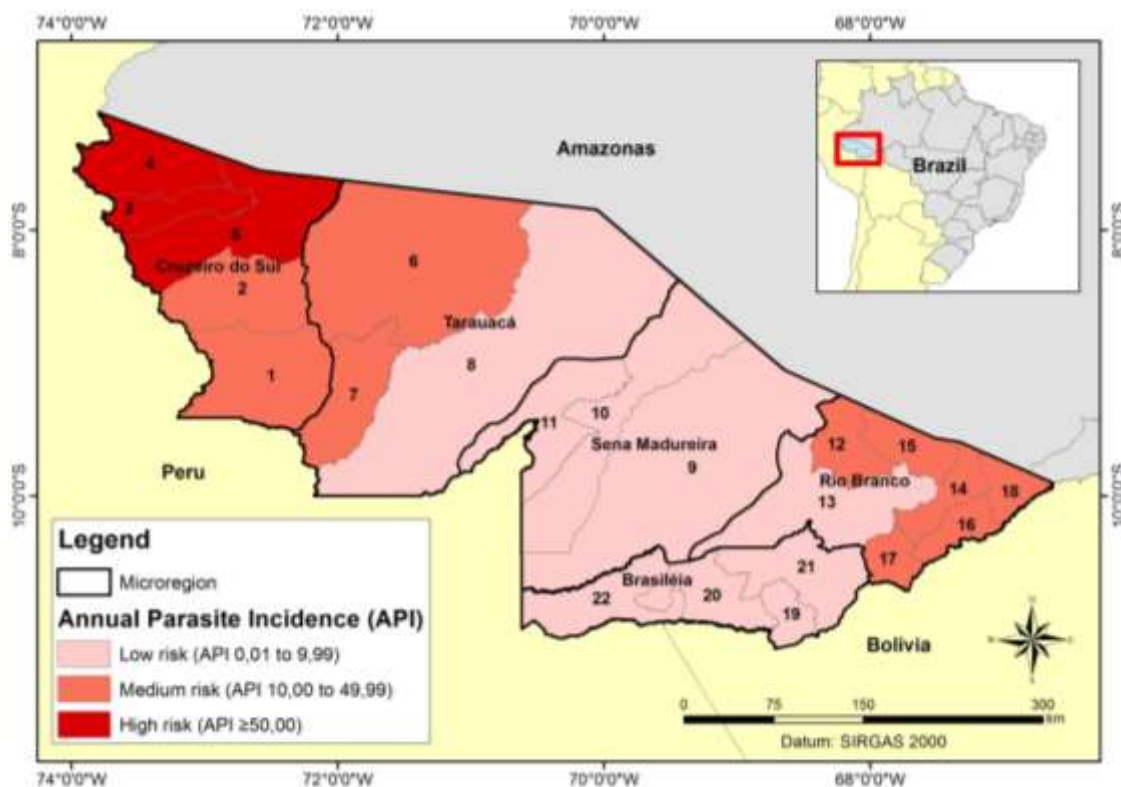 74°0'0"W
72°0'0"W
70°0'0"W
68°0'0"W
8°0'0"S
10°0'0"S
8°0'0"S
10°0'0"S
Amazonas
Brazil
4
3
5
Cruzeiro do Sul
2
1
6
Tarauacá
8
7
11
10
Sena Madureira
9
12
15
Rio Branco
13
14
18
16
17
Brasiléia
21
22
20
19
Peru
Bolívia
Legend
Microregion
Annual Parasite Incidence (API)
Low risk (API 0,01 to 9,99)
Medium risk (API 10,00 to 49,99)
High risk (API ≥50,00)
N
W
E
S
0 75 150 300
km
Datum: SIRGAS 2000
74°0'0"W
72°0'0"W
70°0'0"W
68°0'0"W